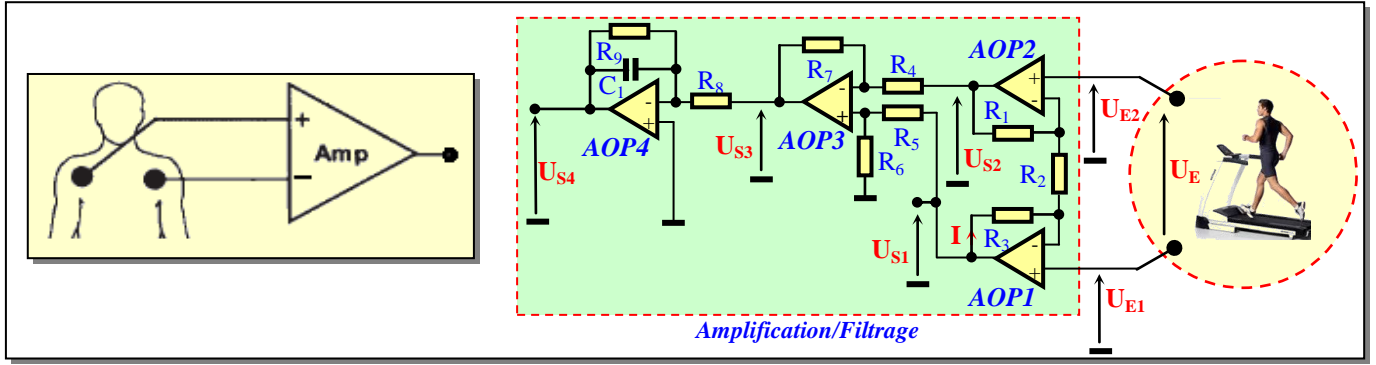 +
Amp
−
R9
C1
-
+
AOP4
US4
R8
US3
R7
-
+
AOP3
R4
R5
R6
AOP2
+
-
R1
US2
R2
US1
I
R3
-
+
AOP1
UE2
UE
UE1
Amplification/Filtrage